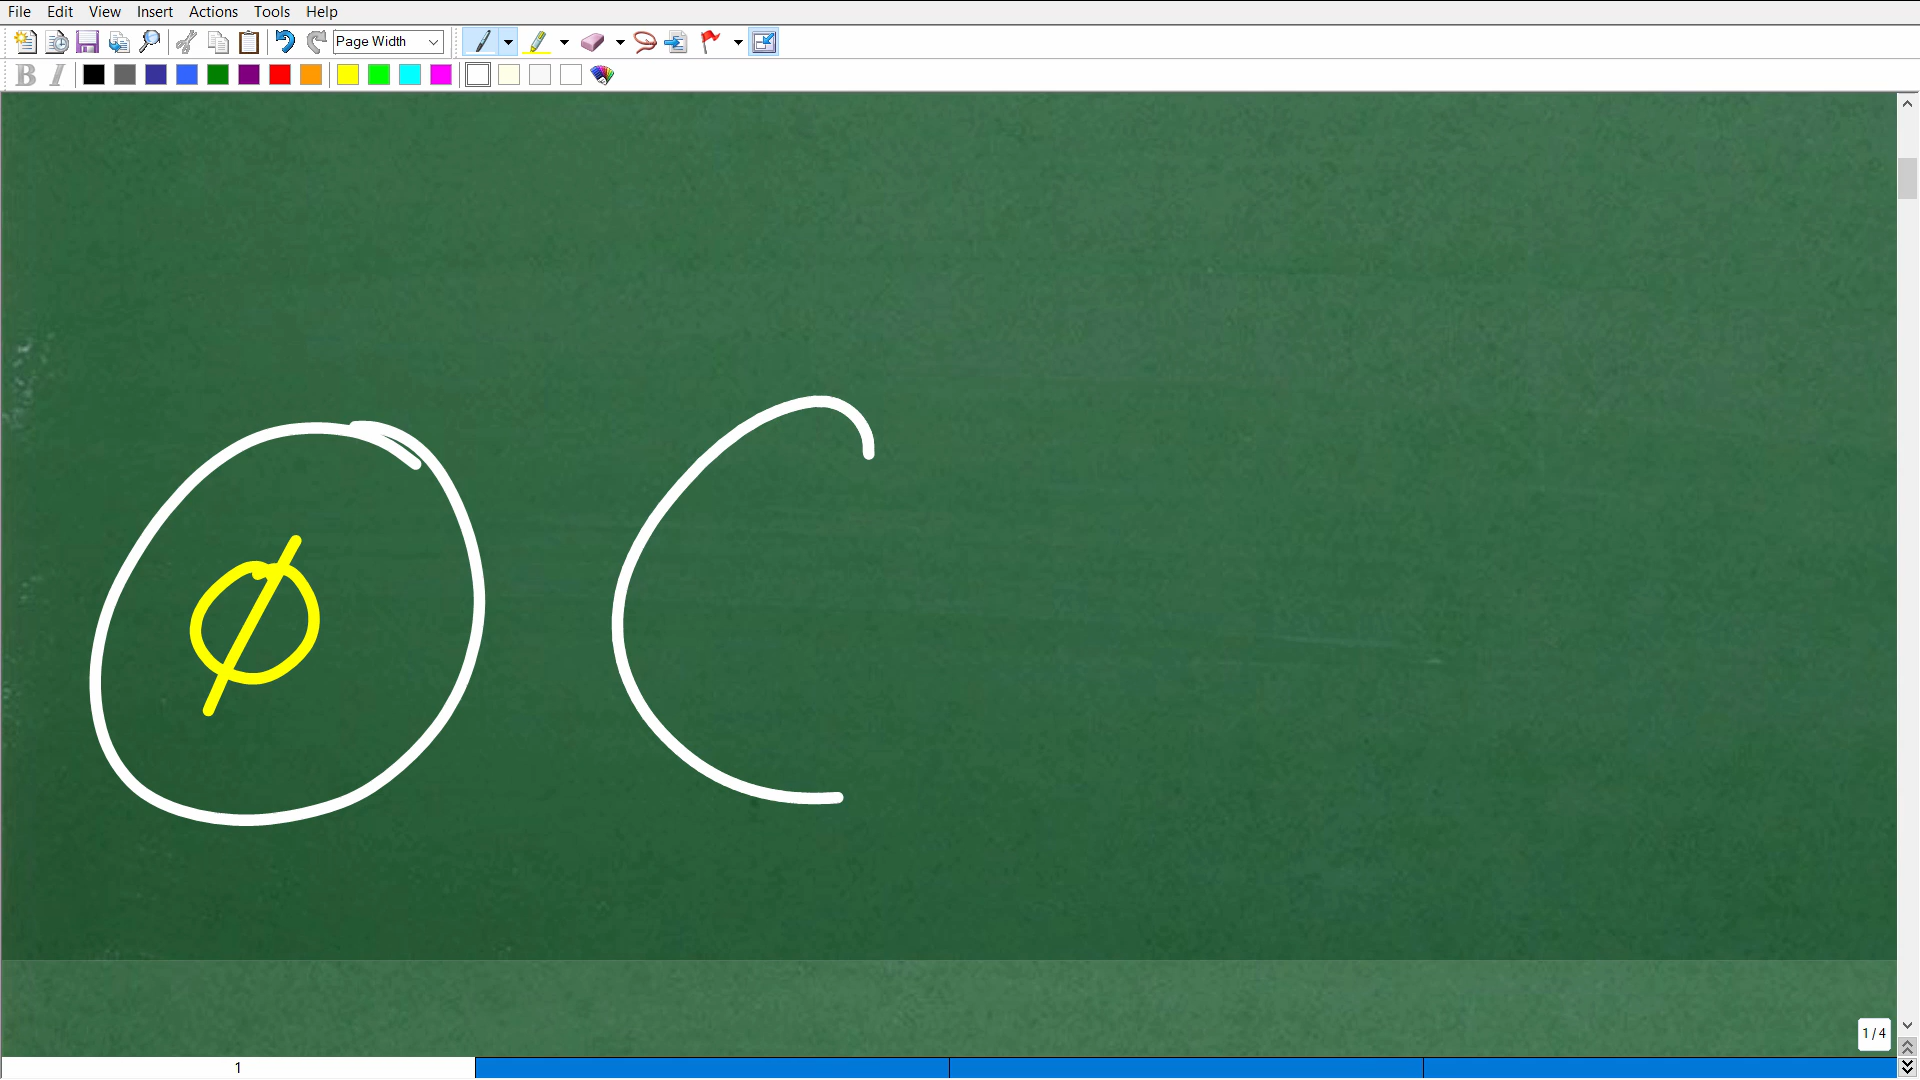 File Edit View Insert Actions Tools Help
Page Width
B I
Ø
1 / 4
1